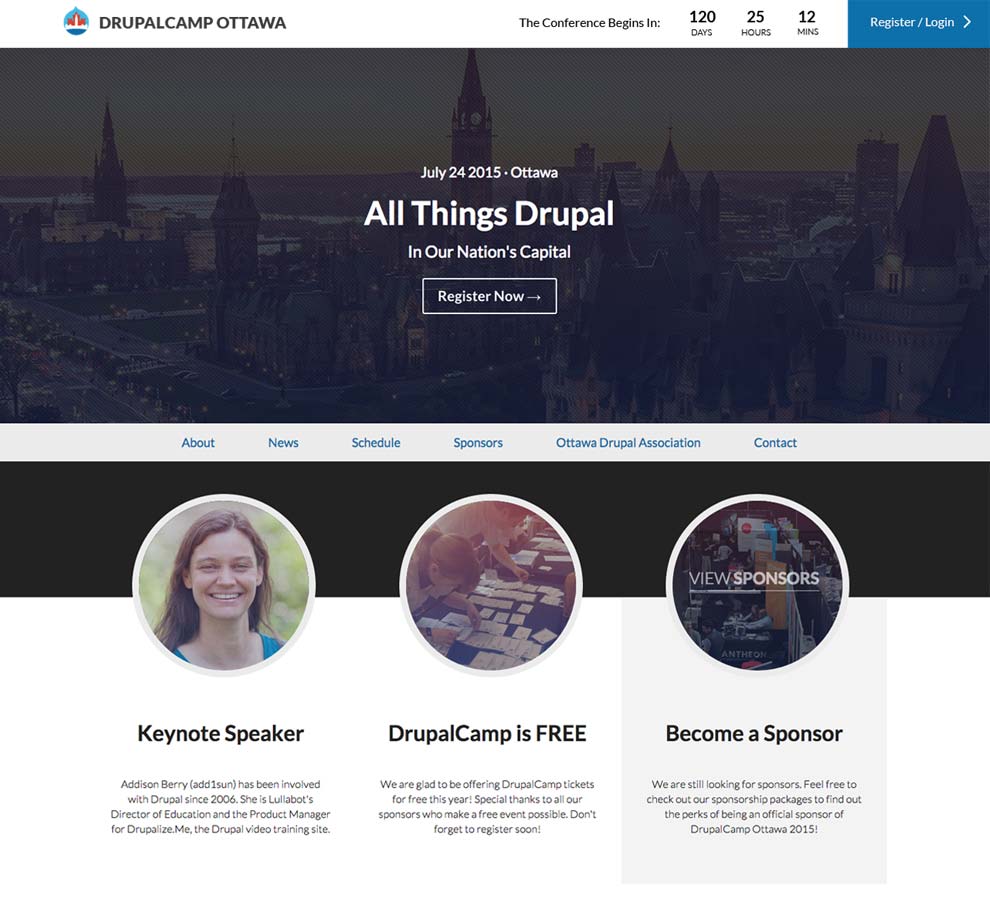 DRUPALCAMP OTTAWA
The Conference Begins In:
120
DAYS
25
HOURS
12
MINS
Register / Login
July 24 2015 · Ottawa
All Things Drupal
In Our Nation's Capital
Register Now →
About
News
Schedule
Sponsors
Ottawa Drupal Association
Contact
VIEW SPONSORS
ANTHEON
Keynote Speaker
Addison Berry (add1sun) has been involved
with Drupal since 2006. She is Lullabot's
Director of Education and the Product Manager
for Drupalize.Me, the Drupal video training site.
DrupalCamp is FREE
We are glad to be offering DrupalCamp tickets
for free this year! Special thanks to all our
sponsors who make a free event possible. Don't
forget to register soon!
Become a Sponsor
We are still looking for sponsors. Feel free to
check out our sponsorship packages to find out
the perks of being an official sponsor of
DrupalCamp Ottawa 2015!